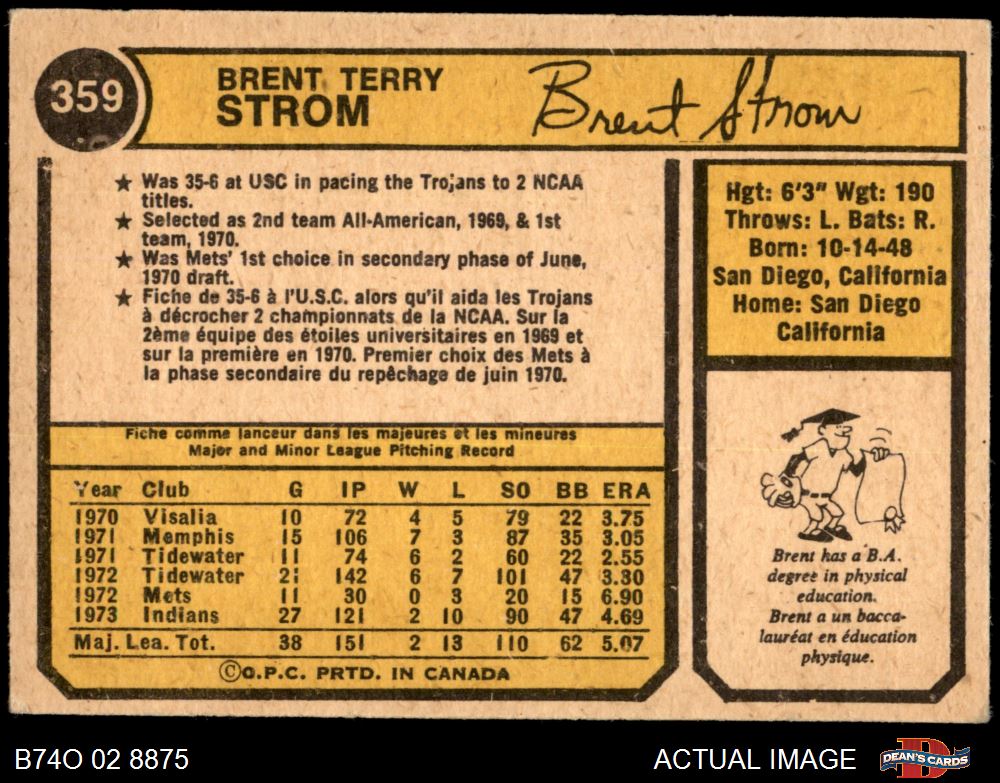 359
BRENT TERRY
STROM
Brent Strom
★ Was 35-6 at USC in pacing the Trojans to 2 NCAA
titles.
★ Selected as 2nd team All-American, 1969, & 1st
team, 1970.
★ Was Mets' 1st choice in secondary phase of June,
1970 draft.
★ Fiche de 35-6 à l'U.S.C. alors qu'il aida les Trojans
à décrocher 2 championnats de la NCAA. Sur la
2ème équipe des étoiles universitaires en 1969 et
sur la première en 1970. Premier choix des Mets à
la phase secondaire du repêchage de juin 1970.
Hgt: 6'3" Wgt: 190
Throws: L. Bats: R.
Born: 10-14-48
San Diego, California
Home: San Diego
California
Fiche comme lanceur dans les majeures et les mineures
Major and Minor League Pitching Record
Year Club G IP W L SO BB ERA
1970 Visalia 10 72 4 5 79 22 3.75
1971 Memphis 15 106 7 3 87 35 3.05
1971 Tidewater 11 74 6 2 60 22 2.55
1972 Tidewater 21 142 6 7 101 47 3.30
1972 Mets 11 30 0 3 20 15 6.90
1973 Indians 27 121 2 10 90 47 4.69
Maj. Lea. Tot. 38 151 2 13 110 62 5.07
©O.P.C. PRTD. IN CANADA
Brent has a B.A.
degree in physical
education.
Brent a un bacca-
lauréat en éducation
physique.
B74O 02 8875
ACTUAL IMAGE
DEAN'S CARDS